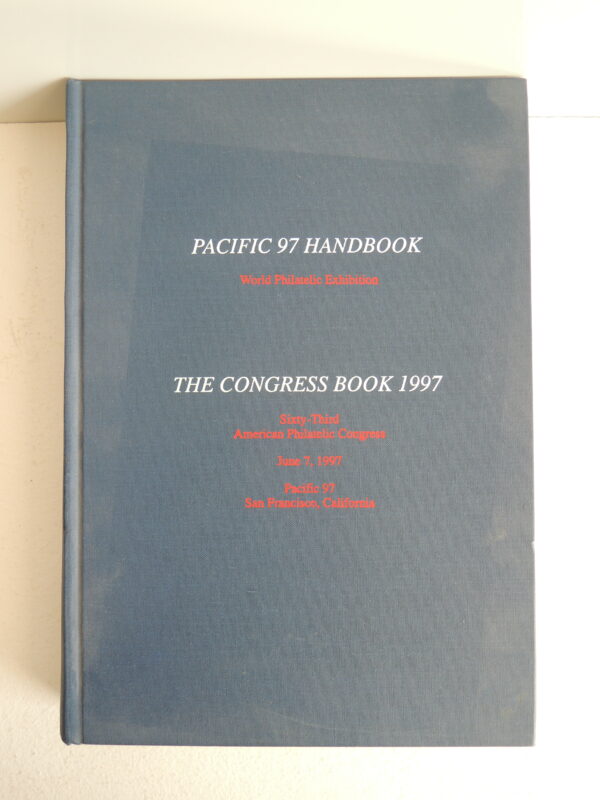 PACIFIC 97 HANDBOOK
World Philatelic Exhibition
THE CONGRESS BOOK 1997
Sixty-Third
American Philatelic Congress
June 7, 1997
Pacific 97
San Francisco, California